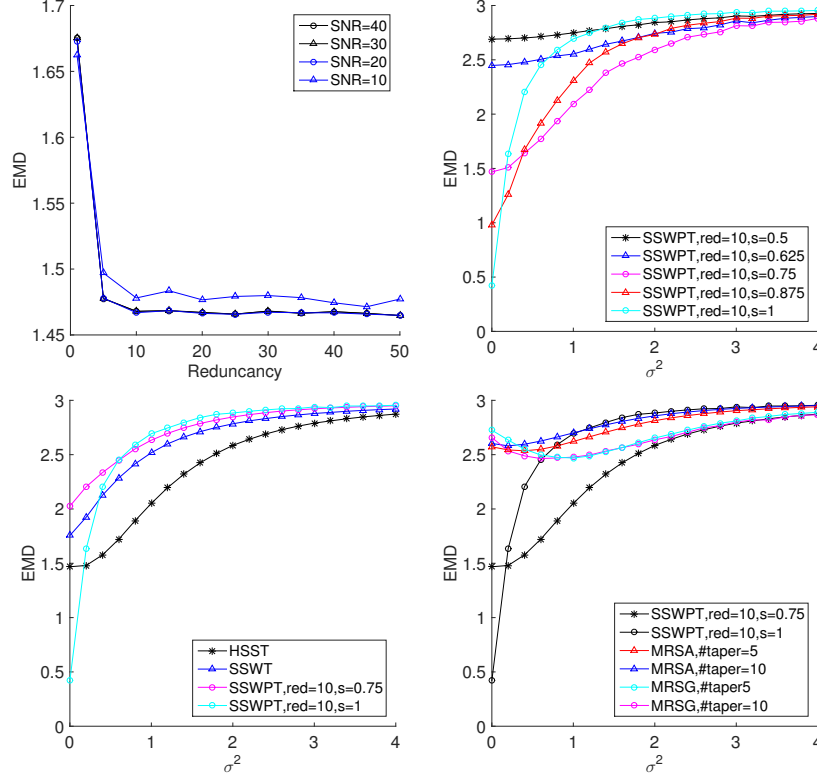 1.7
1.65
1.6
1.55
1.5
1.45
EMD
0 10 20 30 40 50
Reduncancy
SNR=40
SNR=30
SNR=20
SNR=10
3
2.5
2
1.5
1
0.5
0
EMD
0 1 2 3 4
σ²
SSWPT,red=10,s=0.5
SSWPT,red=10,s=0.625
SSWPT,red=10,s=0.75
SSWPT,red=10,s=0.875
SSWPT,red=10,s=1
3
2.5
2
1.5
1
0.5
0
EMD
0 1 2 3 4
σ²
HSST
SSWT
SSWPT,red=10,s=0.75
SSWPT,red=10,s=1
3
2.5
2
1.5
1
0.5
0
EMD
0 1 2 3 4
σ²
SSWPT,red=10,s=0.75
SSWPT,red=10,s=1
MRSA,#taper=5
MRSA,#taper=10
MRSG,#taper5
MRSG,#taper=10